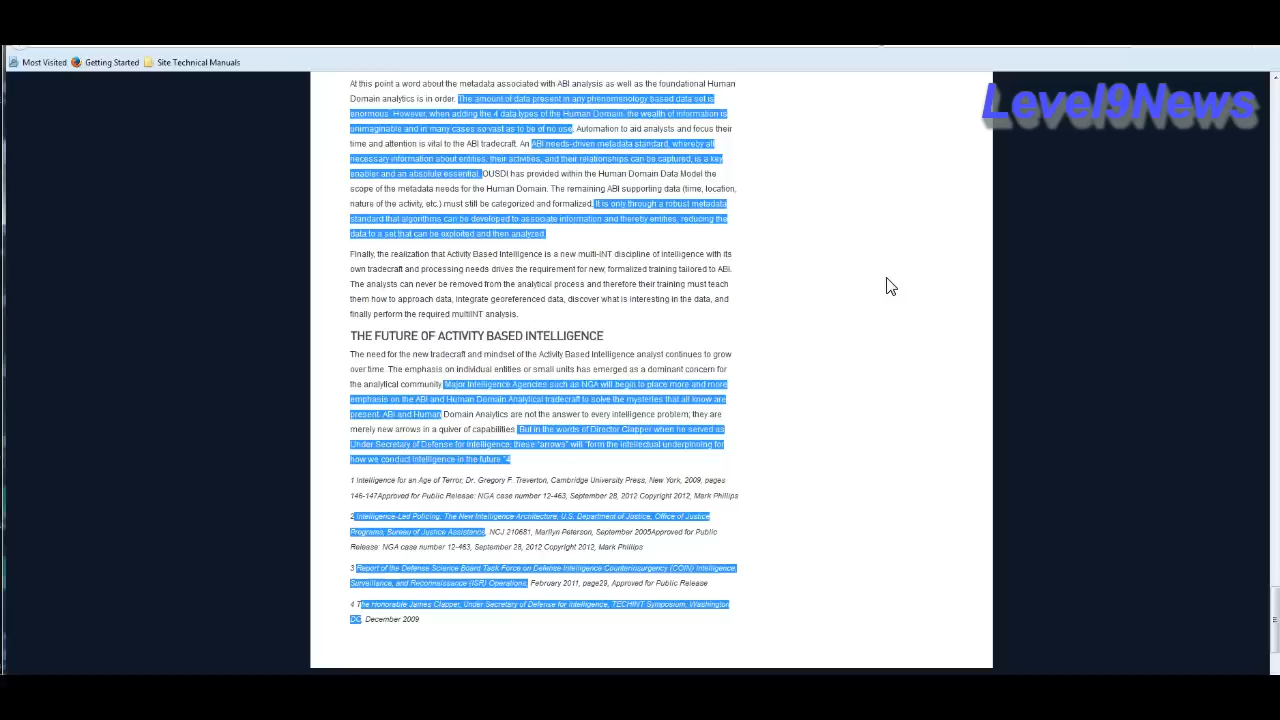 Level9News
Most Visited Getting Started Site Technical Manuals
At this point a word about the metadata associated with ABI analysis as well as the foundational Human
Domain analytics is in order. The amount of data present in any phenomenology based data set is
enormous. However, when adding the 4 data types of the Human Domain, the wealth of information is
unimaginable and in many cases so vast as to be of no use. Automation to aid analysts and focus their
time and attention is vital to the ABI tradecraft. An ABI needs-driven metadata standard, whereby all
necessary information about entities, their activities, and their relationships can be captured, is a key
enabler and an absolute essential. OUSDI has provided within the Human Domain Data Model the
scope of the metadata needs for the Human Domain. The remaining ABI supporting data (time, location,
nature of the activity, etc.) must still be categorized and formalized. It is only through a robust metadata
standard that algorithms can be developed to associate information and thereby entities, reducing the
data to a set that can be exploited and then analyzed.
Finally, the realization that Activity Based Intelligence is a new multi-INT discipline of intelligence with its
own tradecraft and processing needs drives the requirement for new, formalized training tailored to ABI.
The analysts can never be removed from the analytical process and therefore their training must teach
them how to approach data, integrate georeferenced data, discover what is interesting in the data, and
finally perform the required multiINT analysis.
THE FUTURE OF ACTIVITY BASED INTELLIGENCE
The need for the new tradecraft and mindset of the Activity Based Intelligence analyst continues to grow
over time. The emphasis on individual entities or small units has emerged as a dominant concern for
the analytical community. Major Intelligence Agencies such as NGA will begin to place more and more
emphasis on the ABI and Human Domain Analytical tradecraft to solve the mysteries that all know are
present. ABI and Human Domain Analytics are not the answer to every intelligence problem; they are
merely new arrows in a quiver of capabilities. But in the words of Director Clapper when he served as
Under Secretary of Defense for Intelligence, these "arrows" will "form the intellectual underpinning for
how we conduct intelligence in the future."4
1 Intelligence for an Age of Terror, Dr. Gregory F. Treverton, Cambridge University Press, New York, 2009, pages
146-147Approved for Public Release: NGA case number 12-463, September 28, 2012 Copyright 2012, Mark Phillips
2 Intelligence-Led Policing: The New Intelligence Architecture, U.S. Department of Justice, Office of Justice
Programs, Bureau of Justice Assistance, NCJ 210681, Marilyn Peterson, September 2005Approved for Public
Release: NGA case number 12-463, September 28, 2012 Copyright 2012, Mark Phillips
3 Report of the Defense Science Board Task Force on Defense Intelligence Counterinsurgency (COIN) Intelligence,
Surveillance, and Reconnaissance (ISR) Operations, February 2011, page29, Approved for Public Release
4 The Honorable James Clapper, Under Secretary of Defense for Intelligence, TECHINT Symposium, Washington
DC, December 2009